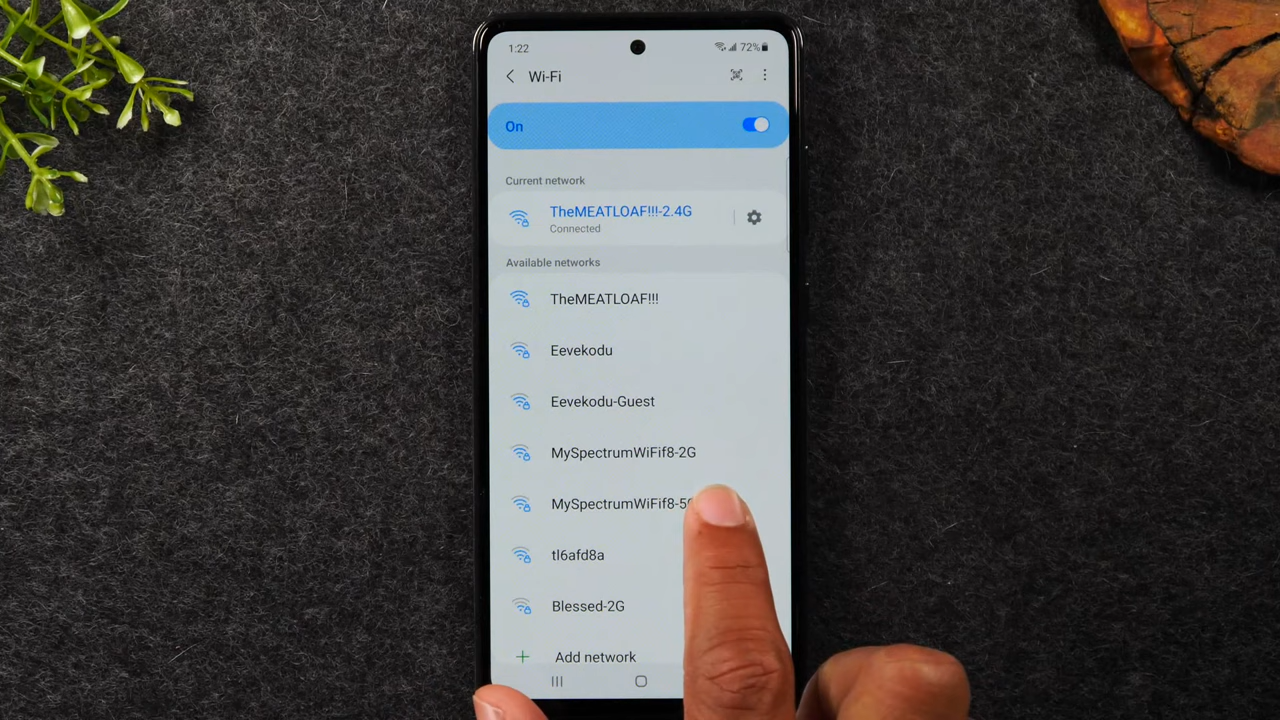 1:22
72%
Wi-Fi
On
Current network
TheMEATLOAF!!!-2.4G
Connected
Available networks
TheMEATLOAF!!!
Eevekodu
Eevekodu-Guest
MySpectrumWiFif8-2G
MySpectrumWiFif8-5G
tl6afd8a
Blessed-2G
Add network